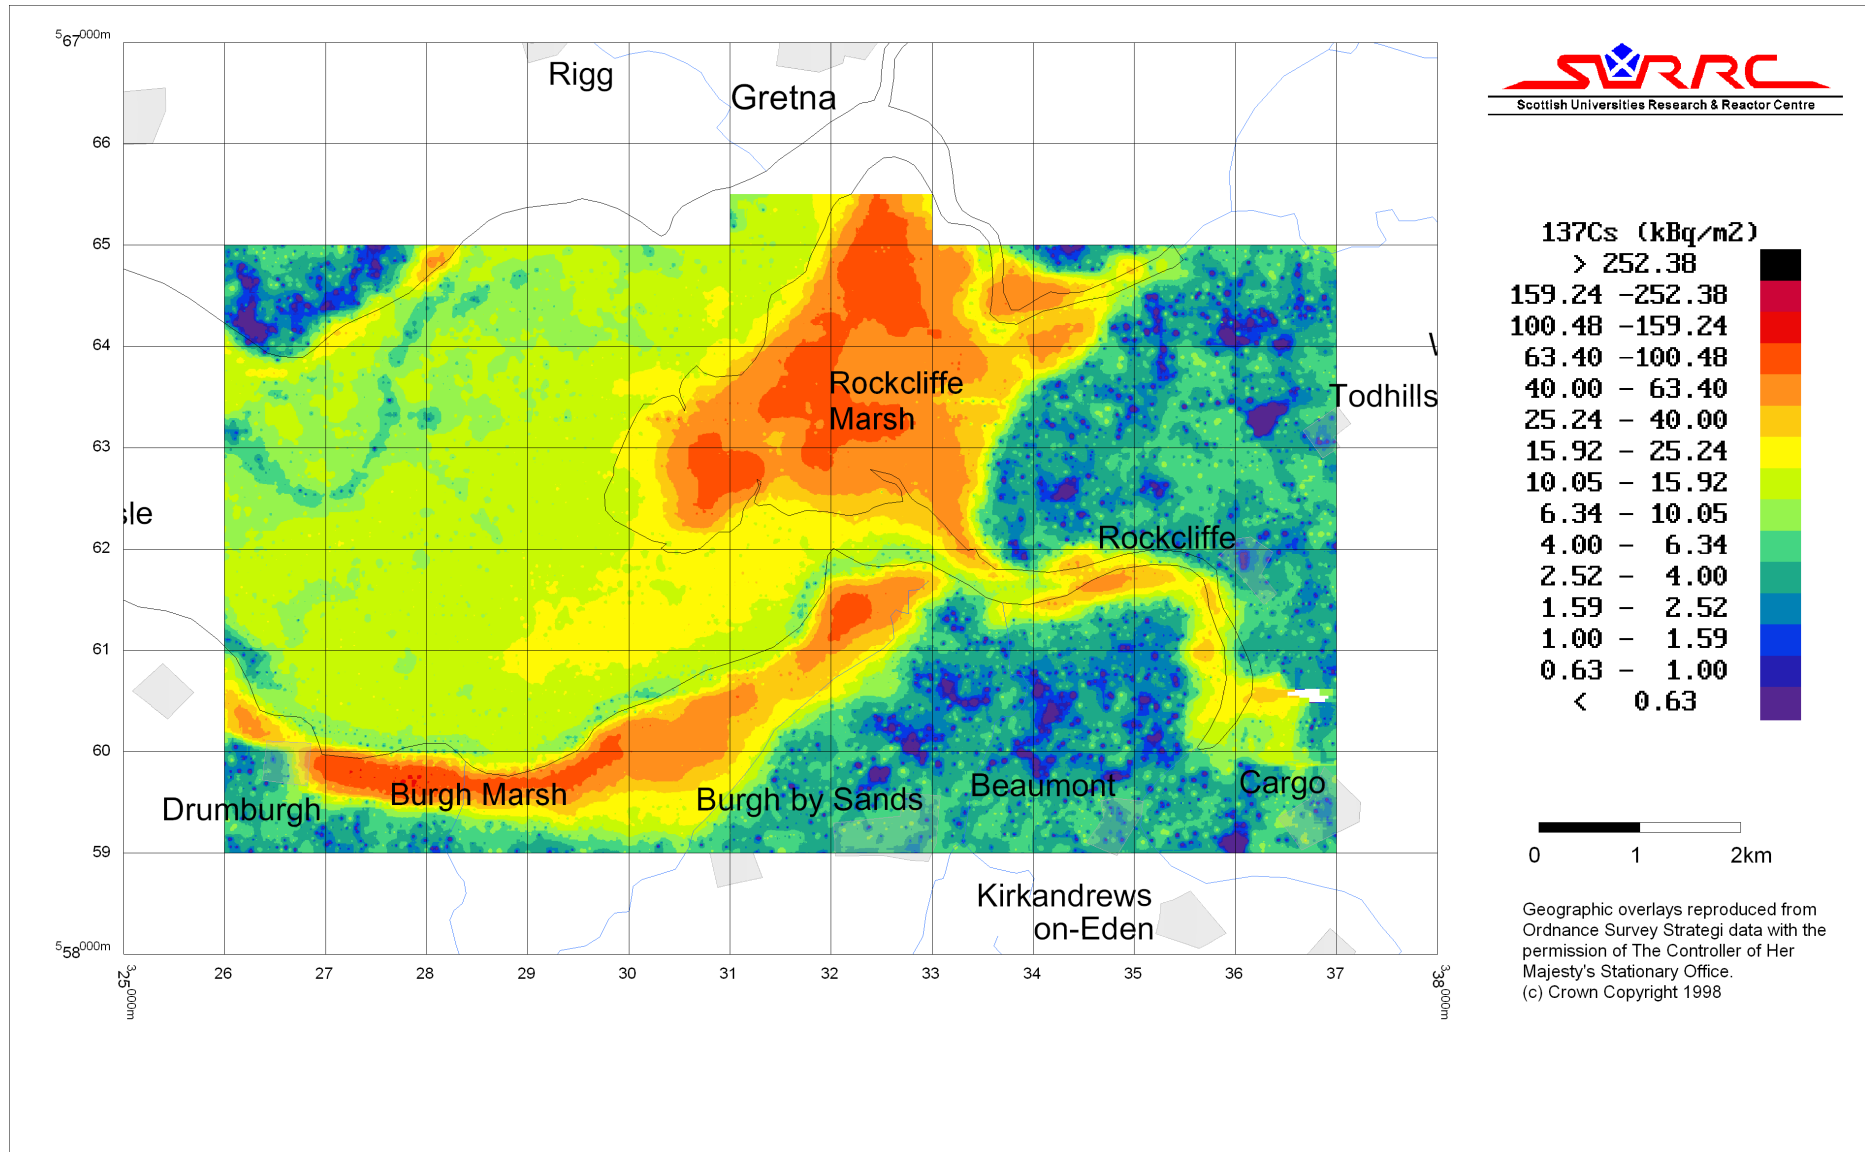 ⁵67⁰⁰⁰m
66
65
64
63
62
61
60
59
⁵58⁰⁰⁰m
³25⁰⁰⁰m
26
27
28
29
30
31
32
33
34
35
36
37
³38⁰⁰⁰m
Rigg
Gretna
Rockcliffe
Marsh
Todhills
sle
Rockcliffe
Drumburgh
Burgh Marsh
Burgh by Sands
Beaumont
Cargo
Kirkandrews
on-Eden
SURRC
Scottish Universities Research & Reactor Centre
137Cs (kBq/m2)
> 252.38
159.24 -252.38
100.48 -159.24
63.40 -100.48
40.00 - 63.40
25.24 - 40.00
15.92 - 25.24
10.05 - 15.92
6.34 - 10.05
4.00 - 6.34
2.52 - 4.00
1.59 - 2.52
1.00 - 1.59
0.63 - 1.00
< 0.63
0 1 2km
Geographic overlays reproduced from
Ordnance Survey Strategi data with the
permission of The Controller of Her
Majesty's Stationary Office.
(c) Crown Copyright 1998